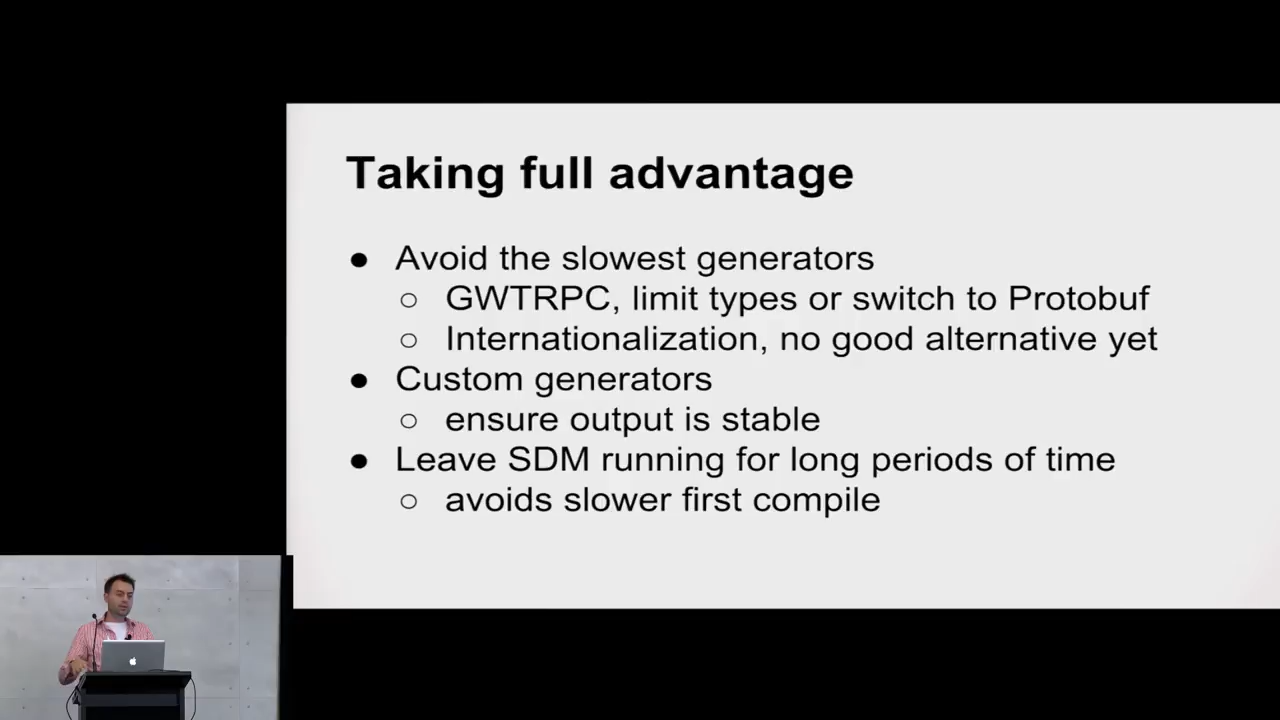 Taking full advantage
● Avoid the slowest generators
○ GWTRPC, limit types or switch to Protobuf
○ Internationalization, no good alternative yet
● Custom generators
○ ensure output is stable
● Leave SDM running for long periods of time
○ avoids slower first compile